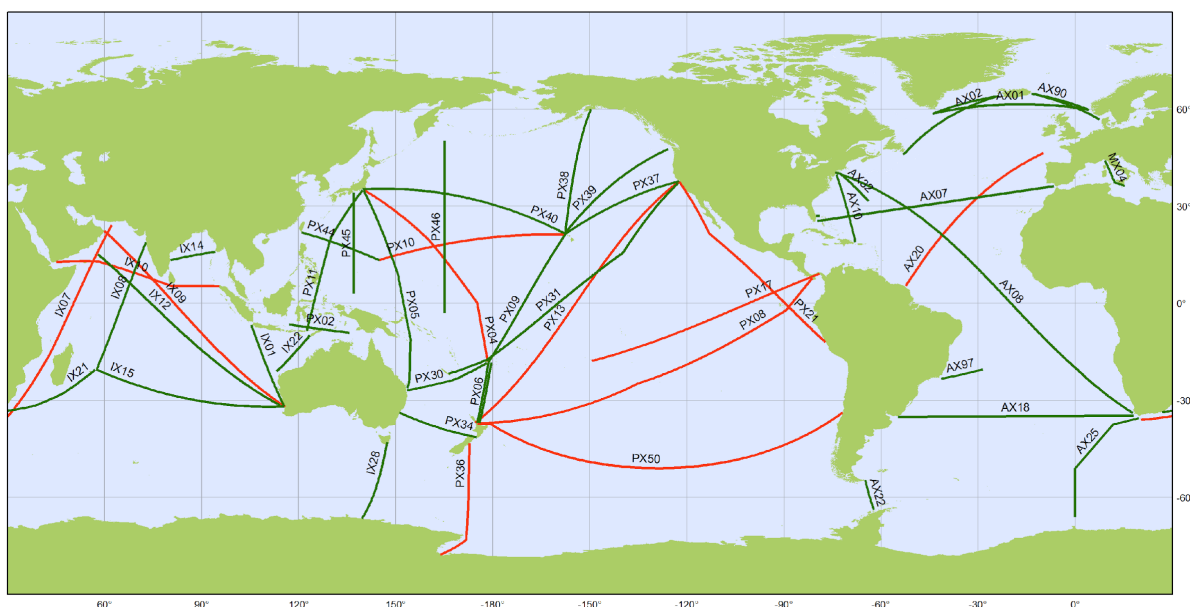 AX02
AX01
AX90
60°
MX04
PX38
PX39
PX37
AX32
AX07
30°
PX44
PX45
PX46
PX40
AX10
IX14
PX10
AX20
IX10
IX08
PX11
IX07
IX09
IX12
PX05
PX09
PX31
PX13
PX17
PX08
PX21
AX08
0°
PX02
IX01
IX22
PX04
IX21
IX15
PX30
PX06
AX97
-30°
PX34
AX18
IX28
PX36
PX50
AX25
AX22
-60°
60°
90°
120°
150°
-180°
-150°
-120°
-90°
-60°
-30°
0°